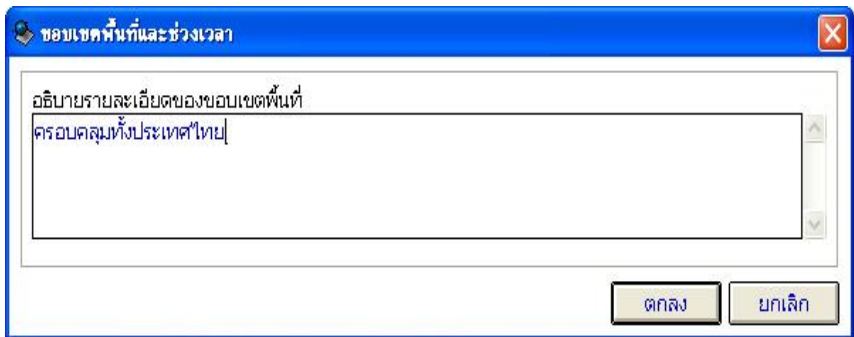 ขอบเขตพื้นที่และช่วงเวลา
อธิบายรายละเอียดของขอบเขตพื้นที่
ครอบคลุมทั้งประเทศไทย
ตกลง ยกเลิก